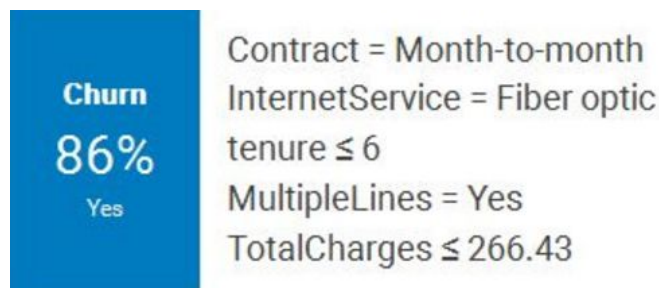 Churn
86%
Yes
Contract = Month-to-month
InternetService = Fiber optic
tenure ≤ 6
MultipleLines = Yes
TotalCharges ≤ 266.43